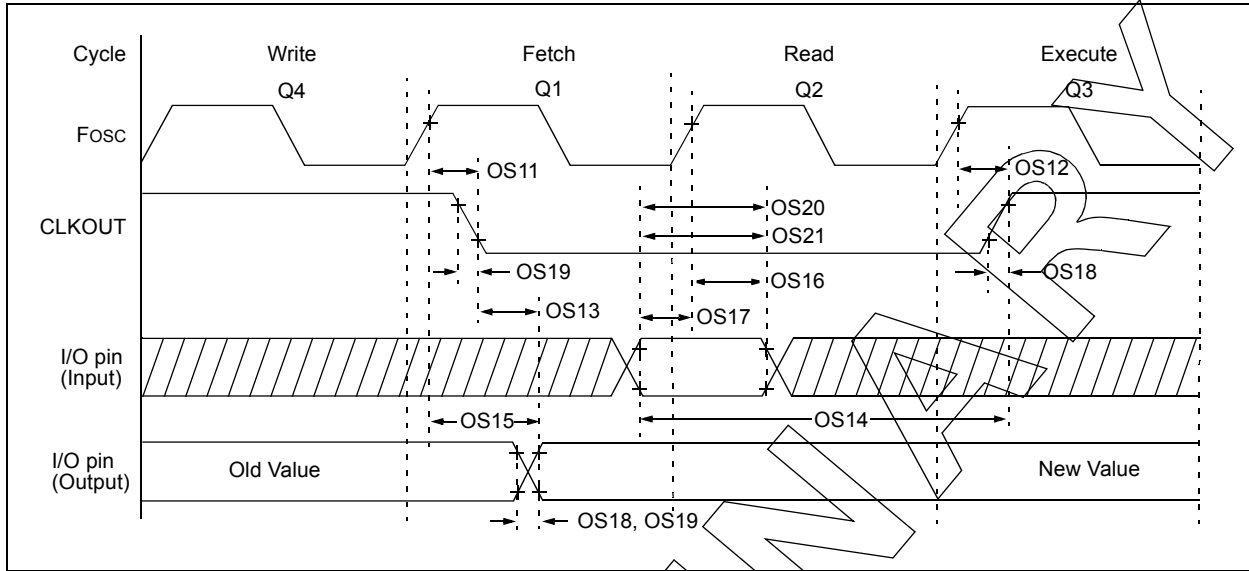 Cycle Write Fetch Read Execute
Q4 Q1 Q2 Q3
FOSC
OS11 OS12
OS20
CLKOUT
OS21
OS19 OS16 OS18
OS13 OS17
I/O pin
(Input)
OS15 OS14
I/O pin
(Output)
Old Value New Value
OS18, OS19